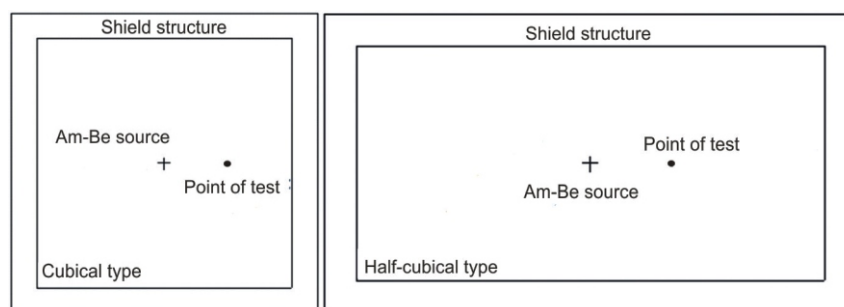 Shield structure
Am-Be source
Point of test
Cubical type
Shield structure
Point of test
Am-Be source
Half-cubical type